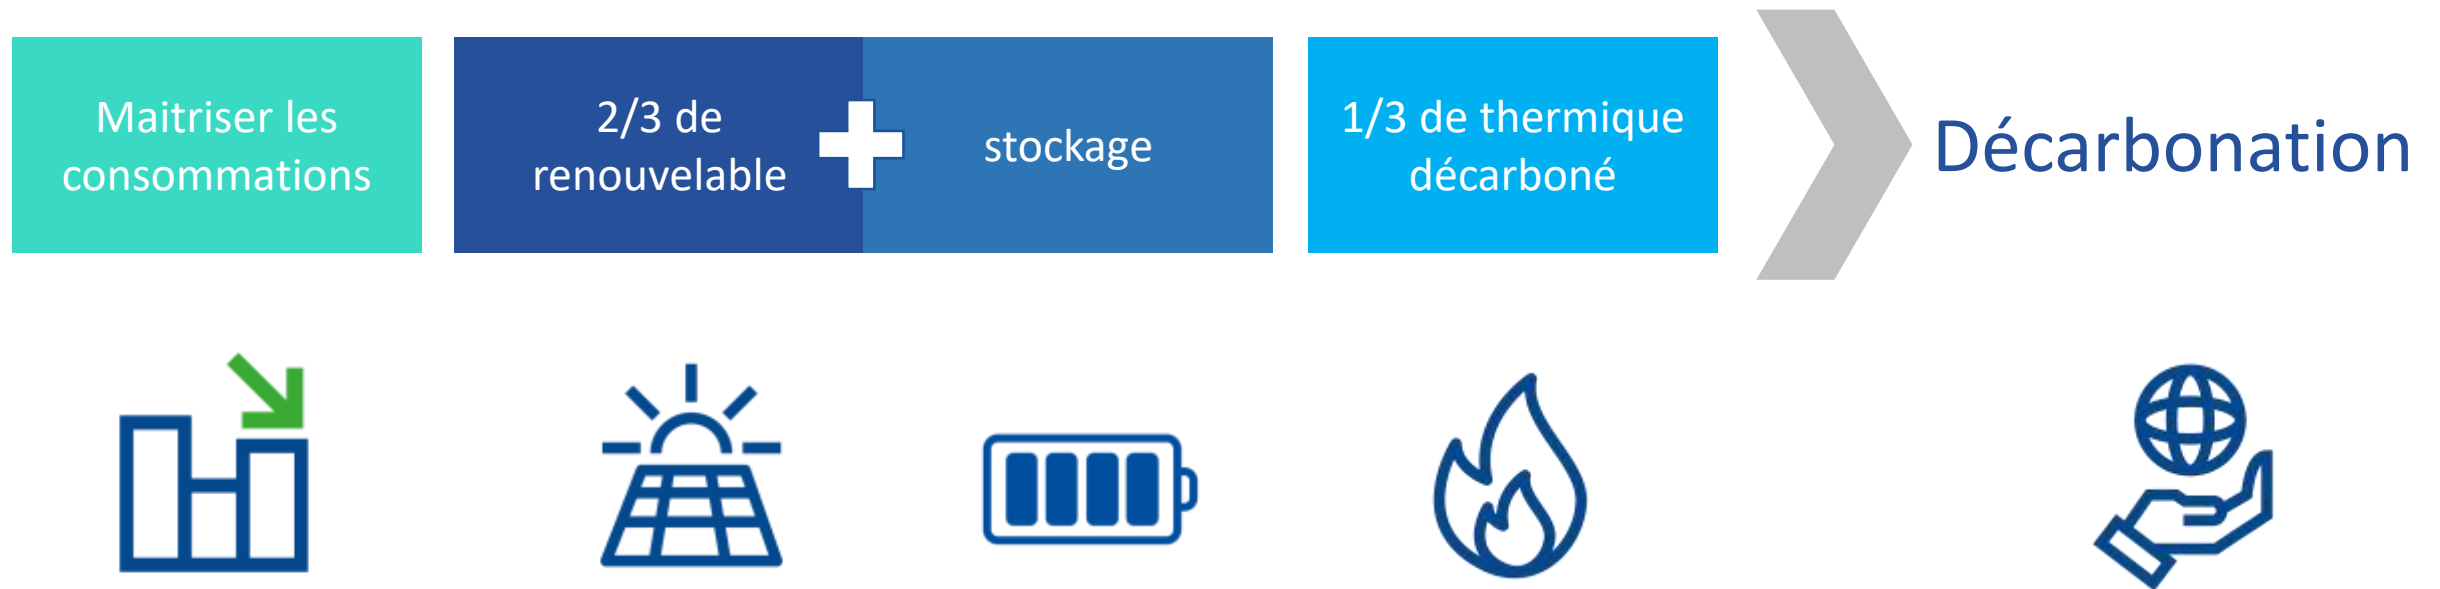 Maitriser les
consommations
2/3 de
renouvelable
stockage
1/3 de thermique
décarboné
Décarbonation